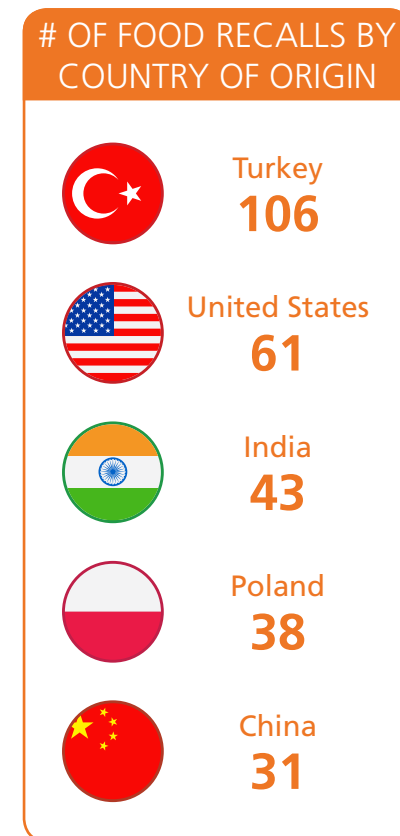 # OF FOOD RECALLS BY
COUNTRY OF ORIGIN
Turkey
106
United States
61
India
43
Poland
38
China
31